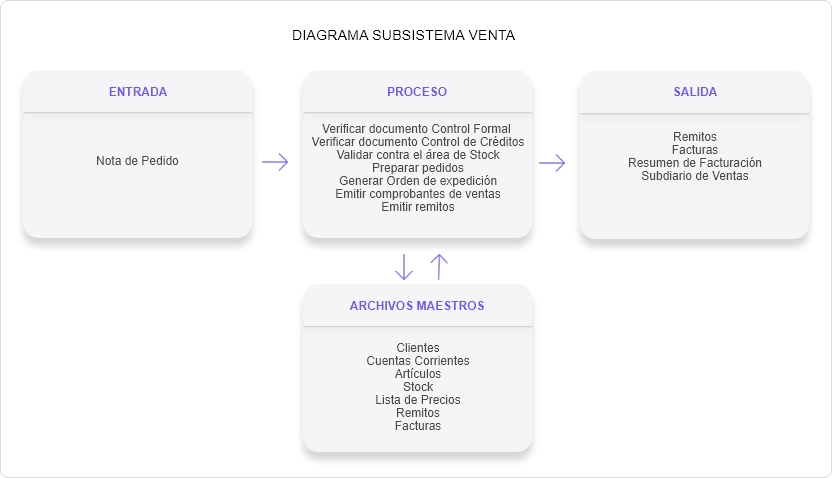 DIAGRAMA SUBSISTEMA VENTA
ENTRADA
Nota de Pedido
PROCESO
Verificar documento Control Formal
Verificar documento Control de Créditos
Validar contra el área de Stock
Preparar pedidos
Generar Orden de expedición
Emitir comprobantes de ventas
Emitir remitos
SALIDA
Remitos
Facturas
Resumen de Facturación
Subdiario de Ventas
ARCHIVOS MAESTROS
Clientes
Cuentas Corrientes
Artículos
Stock
Lista de Precios
Remitos
Facturas